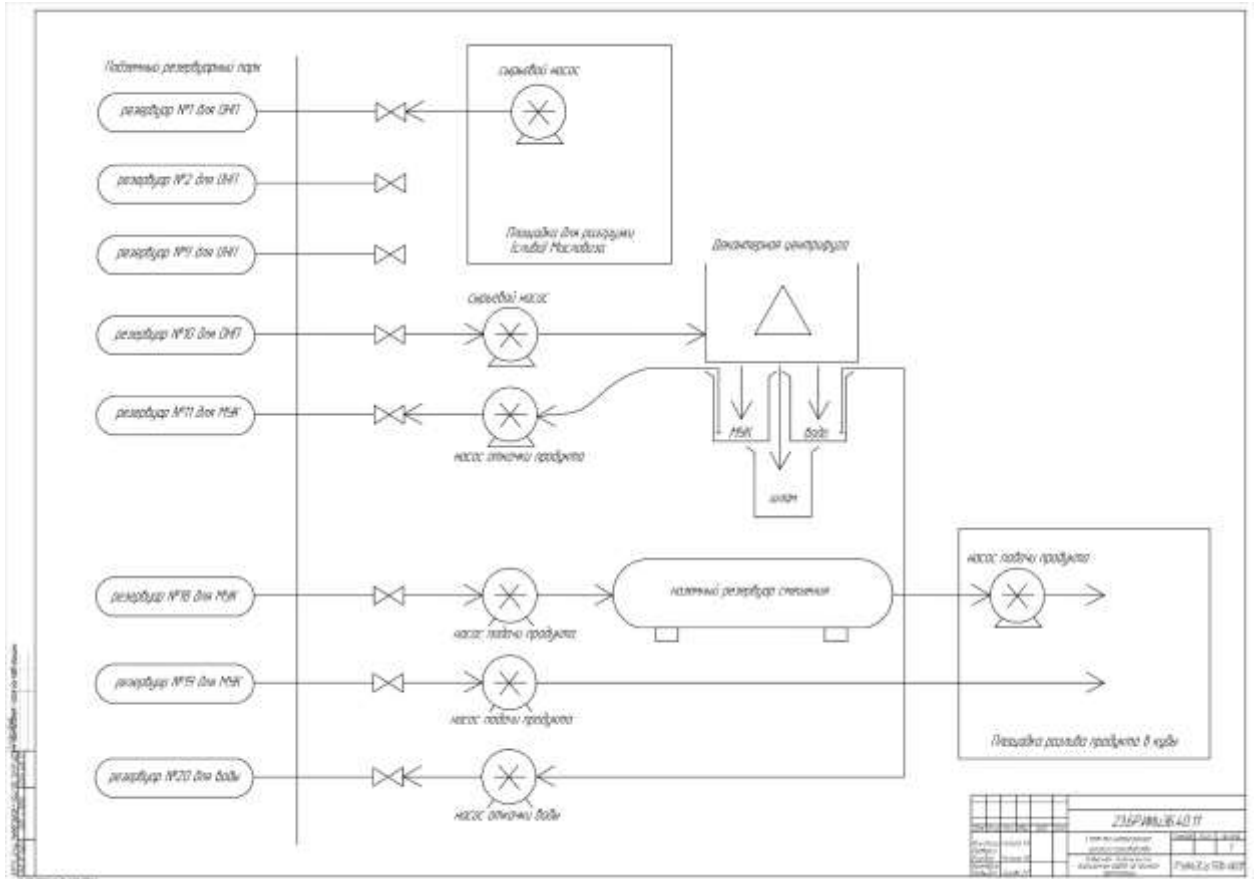 Подземный резервуарный парк
сырьевой насос
резервуар №1 для ОНП
резервуар №2 для ОНП
Площадка для разгрузки
(слива) Масловоза
резервуар №9 для ОНП
Декантерная центрифуга
сырьевой насос
резервуар №10 для ОНП
резервуар №11 для МУК
МУК
вода
насос откачки продукта
шлам
насос подачи продукта
резервуар №18 для МУК
наземный резервуар смешения
насос подачи продукта
резервуар №19 для МУК
насос подачи продукта
Площадка разлива продукта в кубы
резервуар №20 для воды
насос откачки воды